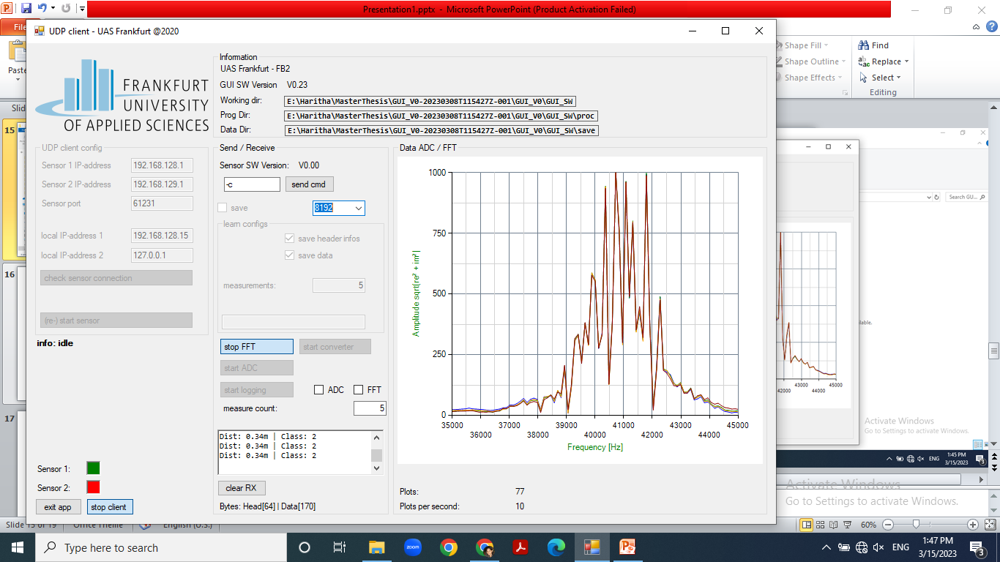 Presentation1.pptx - Microsoft PowerPoint (Product Activation Failed)
File
UDP client - UAS Frankfurt @2020
Paste
Shape Fill
Shape Outline
Shape Effects
Find
Replace
Select
Editing
FRANKFURT
UNIVERSITY
OF APPLIED SCIENCES
Information
UAS Frankfurt - FB2
GUI SW Version V0.23
Working dir: E:\Haritha\MasterThesis\GUI_V0-20230308T115427Z-001\GUI_V0\GUI_SW
Prog Dir: E:\Haritha\MasterThesis\GUI_V0-20230308T115427Z-001\GUI_V0\GUI_SW\proc
Data Dir: E:\Haritha\MasterThesis\GUI_V0-20230308T115427Z-001\GUI_V0\GUI_SW\save
Slid
15
16
17
UDP client config
Sensor 1 IP-address 192.168.128.1
Sensor 2 IP-address 192.168.129.1
Sensor port 61231
local IP-address 1 192.168.128.15
local IP-address 2 127.0.0.1
check sensor connection
(re-) start sensor
info: idle
Sensor 1:
Sensor 2:
exit app stop client
Send / Receive
Sensor SW Version: V0.00
-c send cmd
save 8192
learn configs
save header infos
save data
measurements: 5
stop FFT start converter
start ADC
start logging ADC FFT
measure count: 5
Dist: 0.34m | Class: 2
Dist: 0.34m | Class: 2
Dist: 0.34m | Class: 2
clear RX
Bytes: Head[64] | Data[170]
Data ADC / FFT
1000
750
500
250
0
Amplitude sqrt(re² + im²)
35000 37000 39000 41000 43000 45000
36000 38000 40000 42000 44000
Frequency [Hz]
Plots: 77
Plots per second: 10
Search GU...
ilable.
43000 45000
42000 44000
Activate Windows
Go to Settings to activate Windows.
ENG
1:45 PM
3/15/2023
3
Activate Windows
Go to Settings to activate Windows.
Slide 15 of 19 Office Theme English (U.S.)
60%
Type here to search
zoom
ENG
1:47 PM
3/15/2023
3